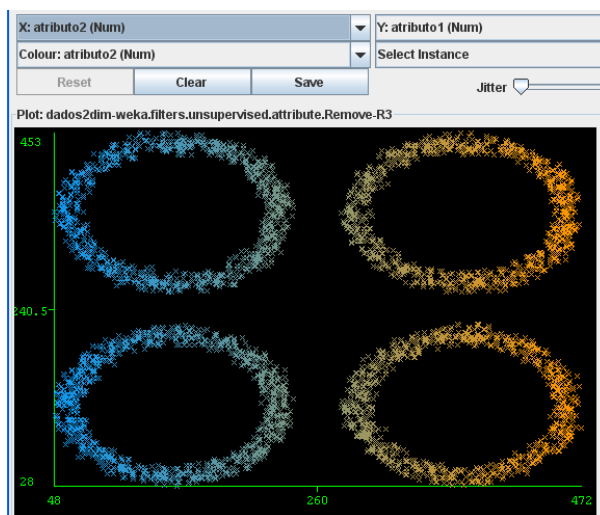 X: atributo2 (Num)
Y: atributo1 (Num)
Colour: atributo2 (Num)
Select Instance
Reset
Clear
Save
Jitter
Plot: dados2dim-weka.filters.unsupervised.attribute.Remove-R3
453
240.5
28
48
260
472